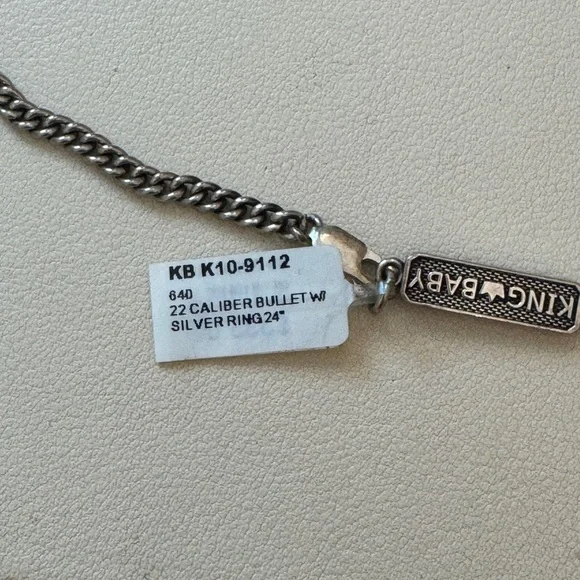 KB K10-9112
640
22 CALIBER BULLET W/
SILVER RING 24"
KING BABY